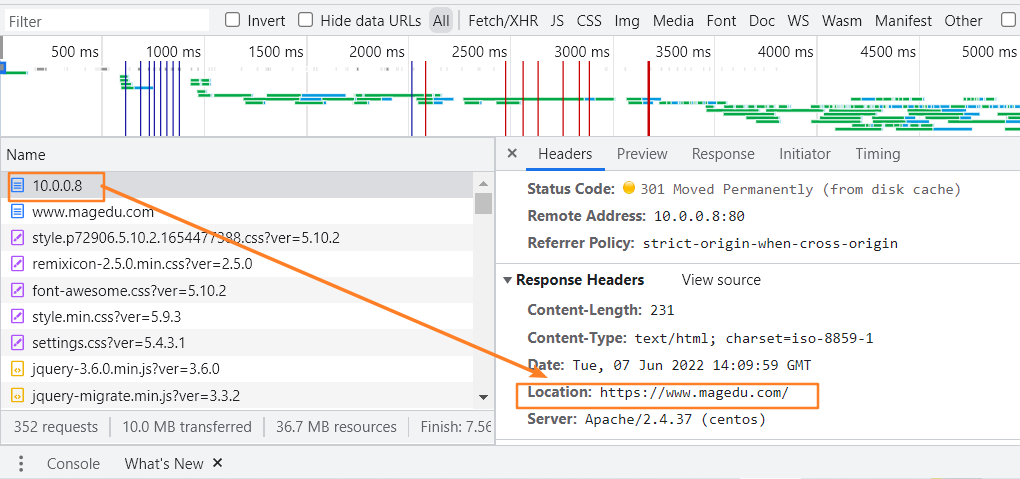 Filter Invert Hide data URLs All Fetch/XHR JS CSS Img Media Font Doc WS Wasm Manifest Other
500 ms 1000 ms 1500 ms 2000 ms 2500 ms 3000 ms 3500 ms 4000 ms 4500 ms 5000 ms
Name
10.0.0.8
www.magedu.com
style.p72906.5.10.2.1654477388.css?ver=5.10.2
remixicon-2.5.0.min.css?ver=2.5.0
font-awesome.css?ver=5.10.2
style.min.css?ver=5.9.3
settings.css?ver=5.4.3.1
jquery-3.6.0.min.js?ver=3.6.0
jquery-migrate.min.js?ver=3.3.2
352 requests 10.0 MB transferred 36.7 MB resources Finish: 7.56
× Headers Preview Response Initiator Timing
Status Code: 301 Moved Permanently (from disk cache)
Remote Address: 10.0.0.8:80
Referrer Policy: strict-origin-when-cross-origin
▼ Response Headers View source
Content-Length: 231
Content-Type: text/html; charset=iso-8859-1
Date: Tue, 07 Jun 2022 14:09:59 GMT
Location: https://www.magedu.com/
Server: Apache/2.4.37 (centos)
Console What's New ×